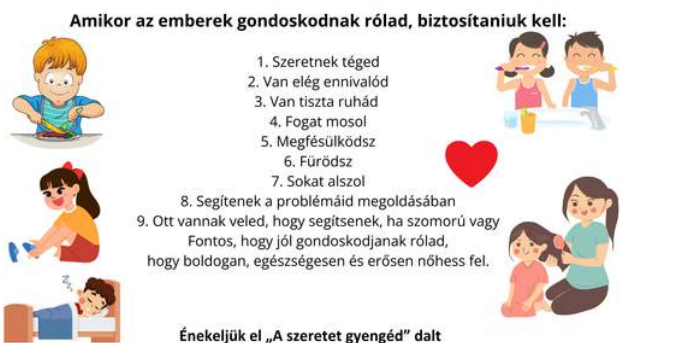 Amikor az emberek gondoskodnak rólad, biztosítaniuk kell:
1. Szeretnek téged
2. Van elég ennivalód
3. Van tiszta ruhád
4. Fogat mosol
5. Megfésülködsz
6. Fürödsz
7. Sokat alszol
8. Segítenek a problémáid megoldásában
9. Ott vannak veled, hogy segítsenek, ha szomorú vagy
Fontos, hogy jól gondoskodjanak rólad,
hogy boldogan, egészségesen és erősen nőhess fel.
Z
Z
Z
Énekeljük el „A szeretet gyengéd” dalt